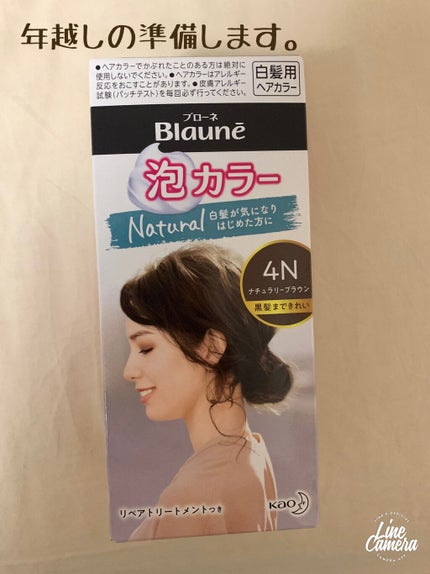 年越しの準備します。
●ヘアカラーでかぶれたことのある方は絶対に
使用しないでください。●ヘアカラーはアレルギー
反応をおこすことがあります。●皮膚アレルギー
試験（パッチテスト）を毎回必ず行ってください。
白髪用
ヘアカラー
ブローネ
Blaunē
泡カラー
Natural
白髪が気になり
はじめた方に
4N
ナチュラリーブラウン
黒髪まできれい
リペアトリートメントつき
Kao
Line
Camera